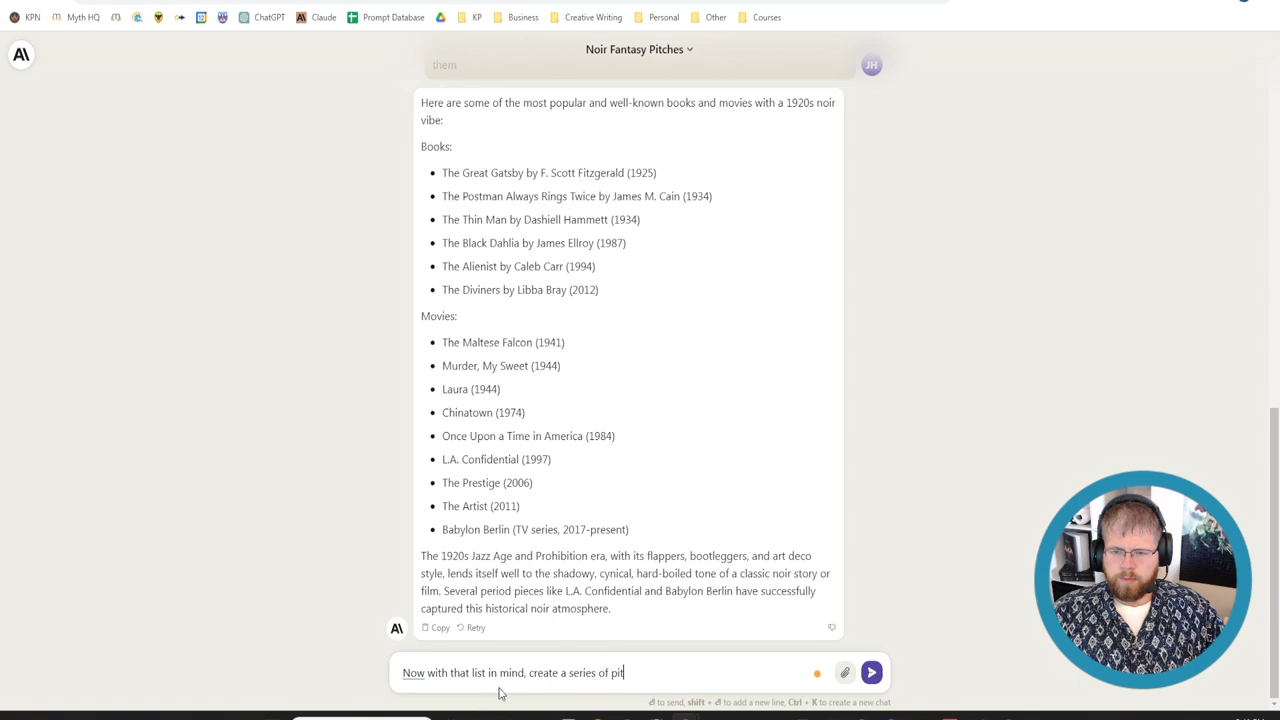 KPN Myth HQ ChatGPT Claude Prompt Database KP Business Creative Writing Personal Other Courses
Noir Fantasy Pitches
them
JH
Here are some of the most popular and well-known books and movies with a 1920s noir
vibe:
Books:
The Great Gatsby by F. Scott Fitzgerald (1925)
The Postman Always Rings Twice by James M. Cain (1934)
The Thin Man by Dashiell Hammett (1934)
The Black Dahlia by James Ellroy (1987)
The Alienist by Caleb Carr (1994)
The Diviners by Libba Bray (2012)
Movies:
The Maltese Falcon (1941)
Murder, My Sweet (1944)
Laura (1944)
Chinatown (1974)
Once Upon a Time in America (1984)
L.A. Confidential (1997)
The Prestige (2006)
The Artist (2011)
Babylon Berlin (TV series, 2017-present)
The 1920s Jazz Age and Prohibition era, with its flappers, bootleggers, and art deco
style, lends itself well to the shadowy, cynical, hard-boiled tone of a classic noir story or
film. Several period pieces like L.A. Confidential and Babylon Berlin have successfully
captured this historical noir atmosphere.
Copy Retry
Now with that list in mind, create a series of pit
to send, shift + to add a new line, Ctrl + K to create a new chat